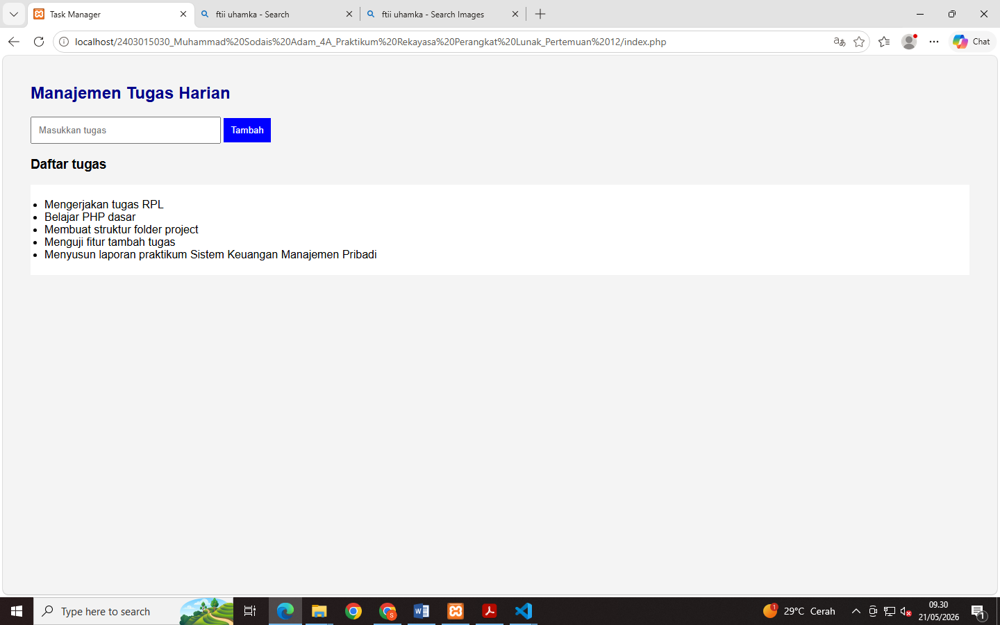 Task Manager
ftii uhamka - Search
ftii uhamka - Search Images
localhost/2403015030_Muhammad%20Sodais%20Adam_4A_Praktikum%20Rekayasa%20Perangkat%20Lunak_Pertemuan%2012/index.php
Chat
Manajemen Tugas Harian
Masukkan tugas
Tambah
Daftar tugas
Mengerjakan tugas RPL
Belajar PHP dasar
Membuat struktur folder project
Menguji fitur tambah tugas
Menyusun laporan praktikum Sistem Keuangan Manajemen Pribadi
Type here to search
S
1
29°C Cerah
09.30
21/05/2026
1